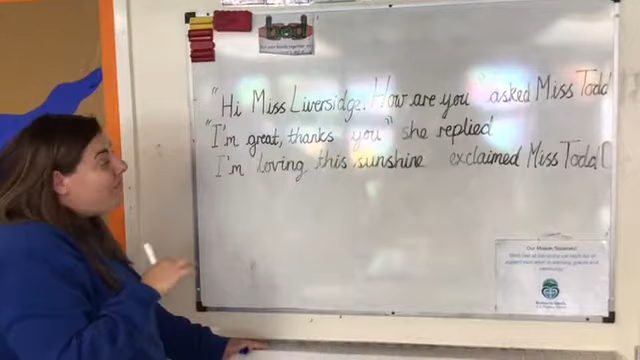 "Hi Miss Liversidge. How are you" asked Miss Todd
"I'm great, thanks you" she replied
I'm loving this sunshine exclaimed Miss Todd
Our Mission Statement